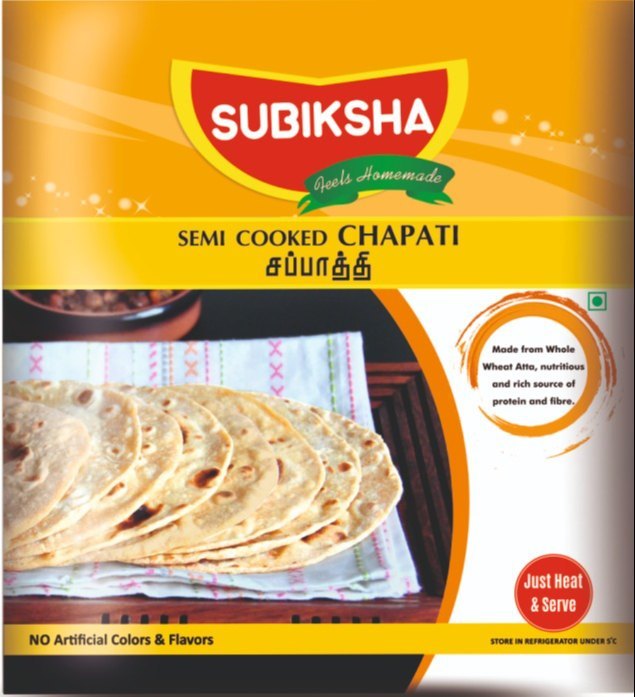 SUBIKSHA
Feels Homemade
SEMI COOKED CHAPATI
சப்பாத்தி
Made from Whole
Wheat Atta, nutritious
and rich source of
protein and fibre.
Just Heat
& Serve
NO Artificial Colors & Flavors
STORE IN REFRIGERATOR UNDER 5°C